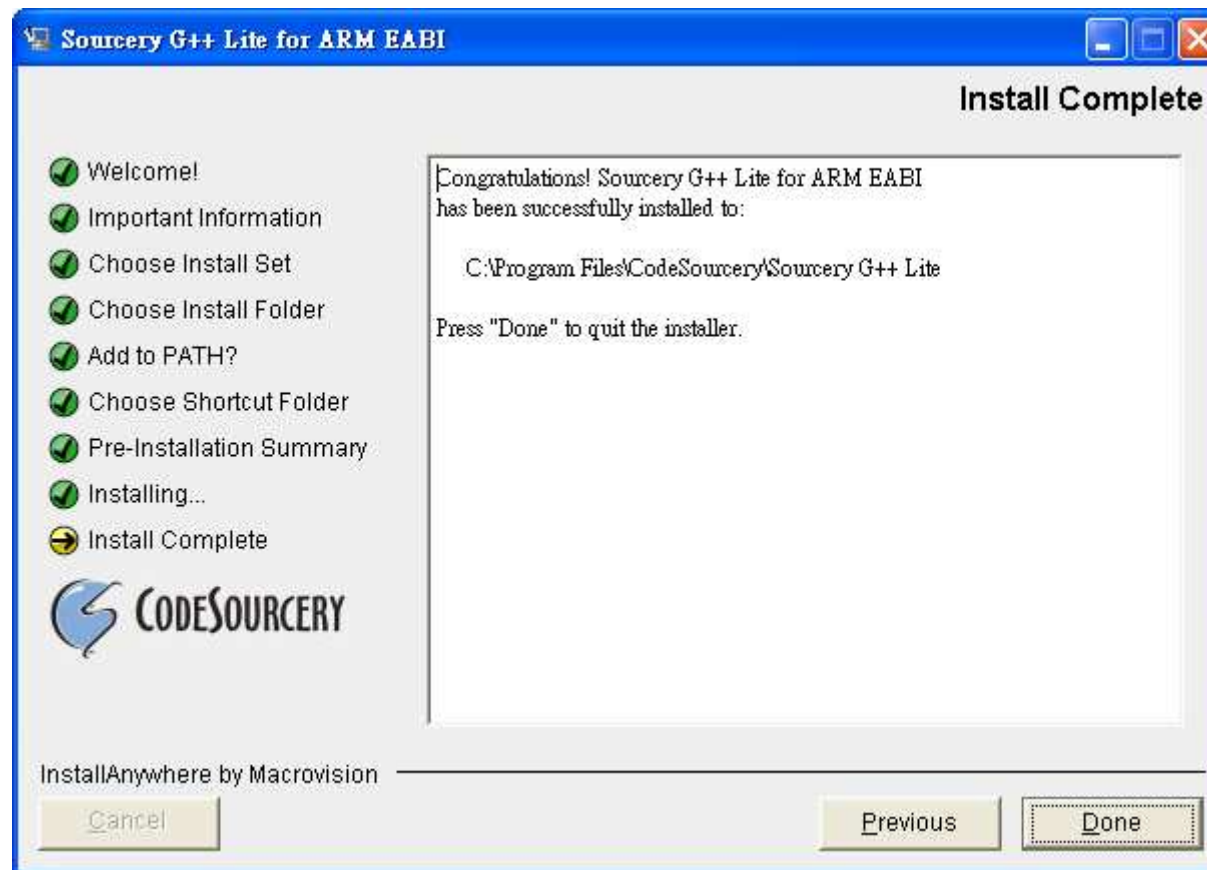 Sourcery G++ Lite for ARM EABI
Install Complete
Welcome!
Important Information
Choose Install Set
Choose Install Folder
Add to PATH?
Choose Shortcut Folder
Pre-Installation Summary
Installing...
Install Complete
CODESOURCERY
Congratulations! Sourcery G++ Lite for ARM EABI
has been successfully installed to:
C:\Program Files\CodeSourcery\Sourcery G++ Lite
Press "Done" to quit the installer.
InstallAnywhere by Macrovision
Cancel
Previous
Done